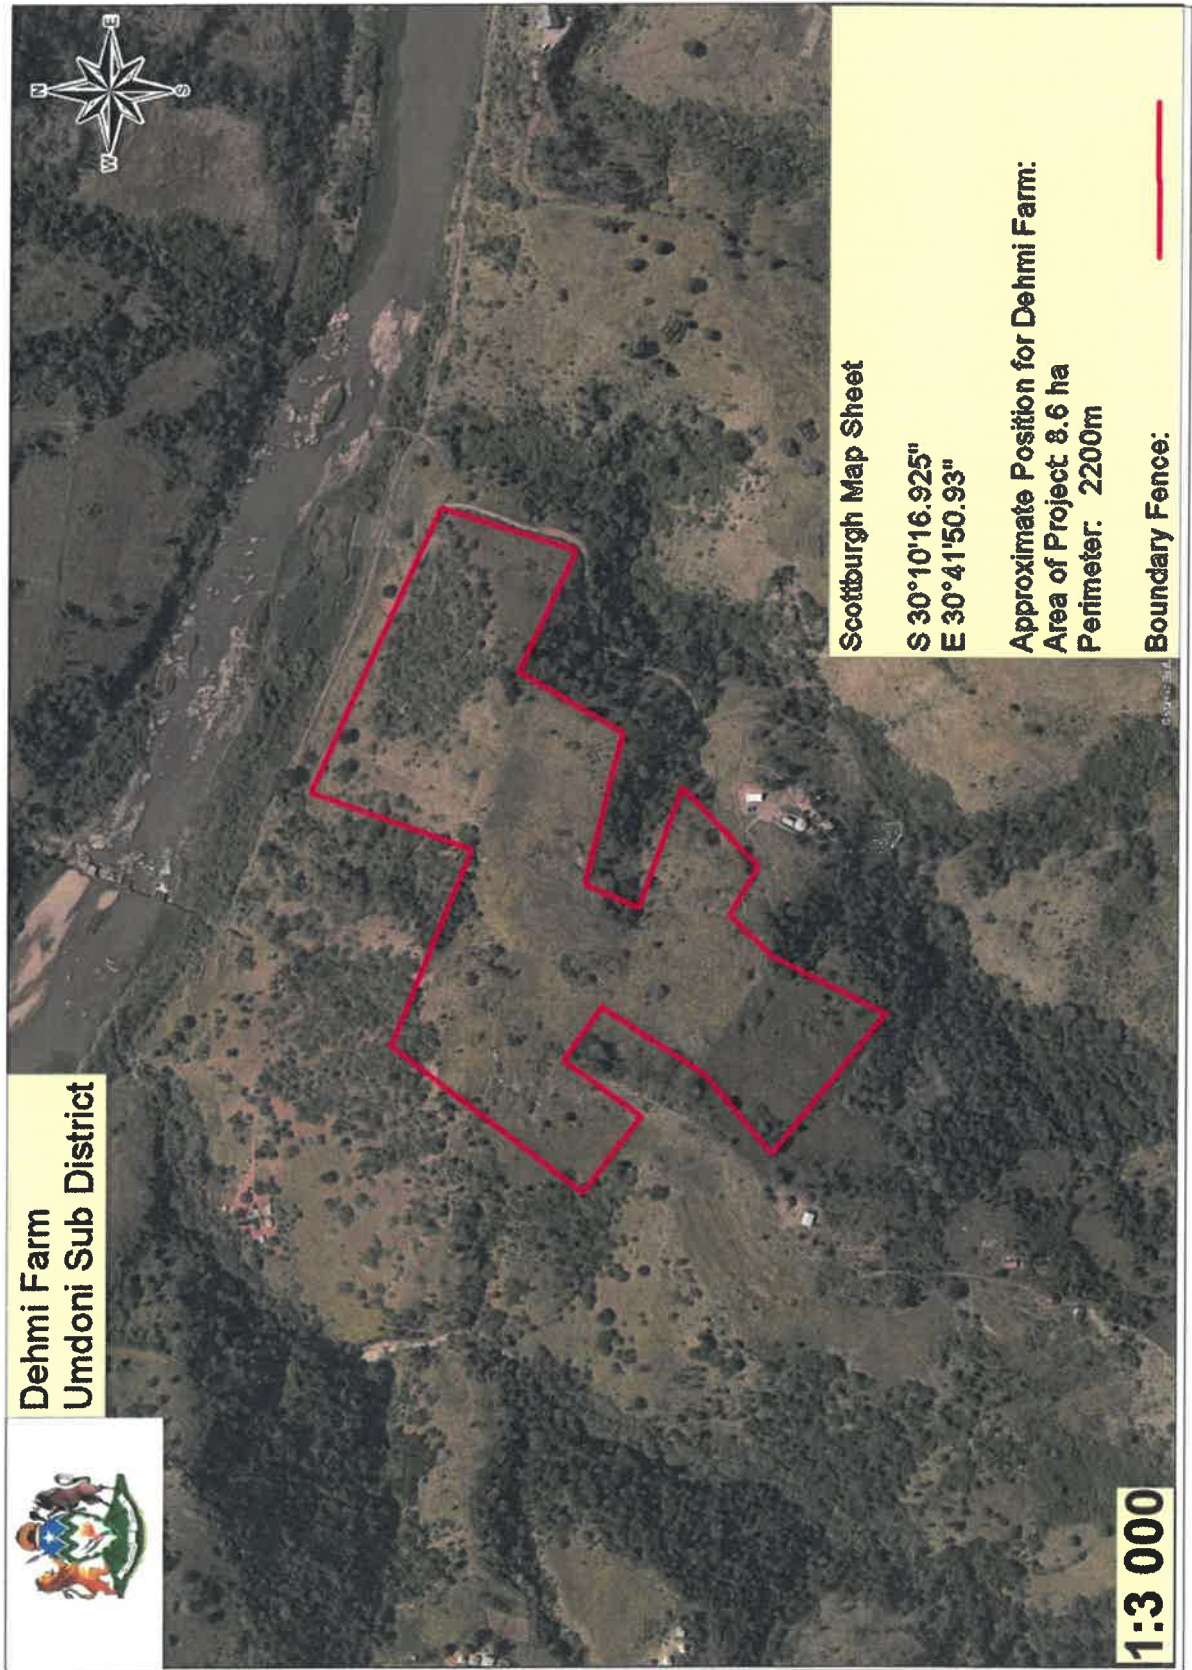 Dehmi Farm
Umdoni Sub District
N
E
S
W
Scottburgh Map Sheet
S 30°10'16.925"
E 30°41'50.93"
Approximate Position for Dehmi Farm:
Area of Project: 8.6 ha
Perimeter: 2200m
Boundary Fence:
1:3 000